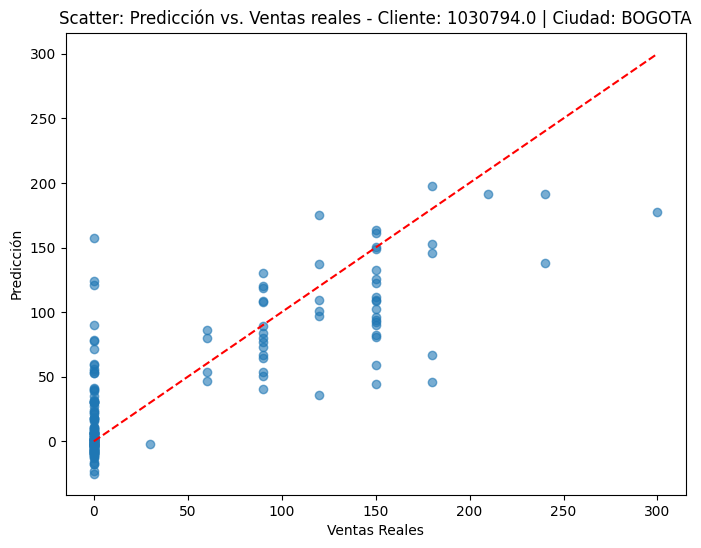 Scatter: Predicción vs. Ventas reales - Cliente: 1030794.0 | Ciudad: BOGOTA
Predicción
300
250
200
150
100
50
0
0 50 100 150 200 250 300
Ventas Reales